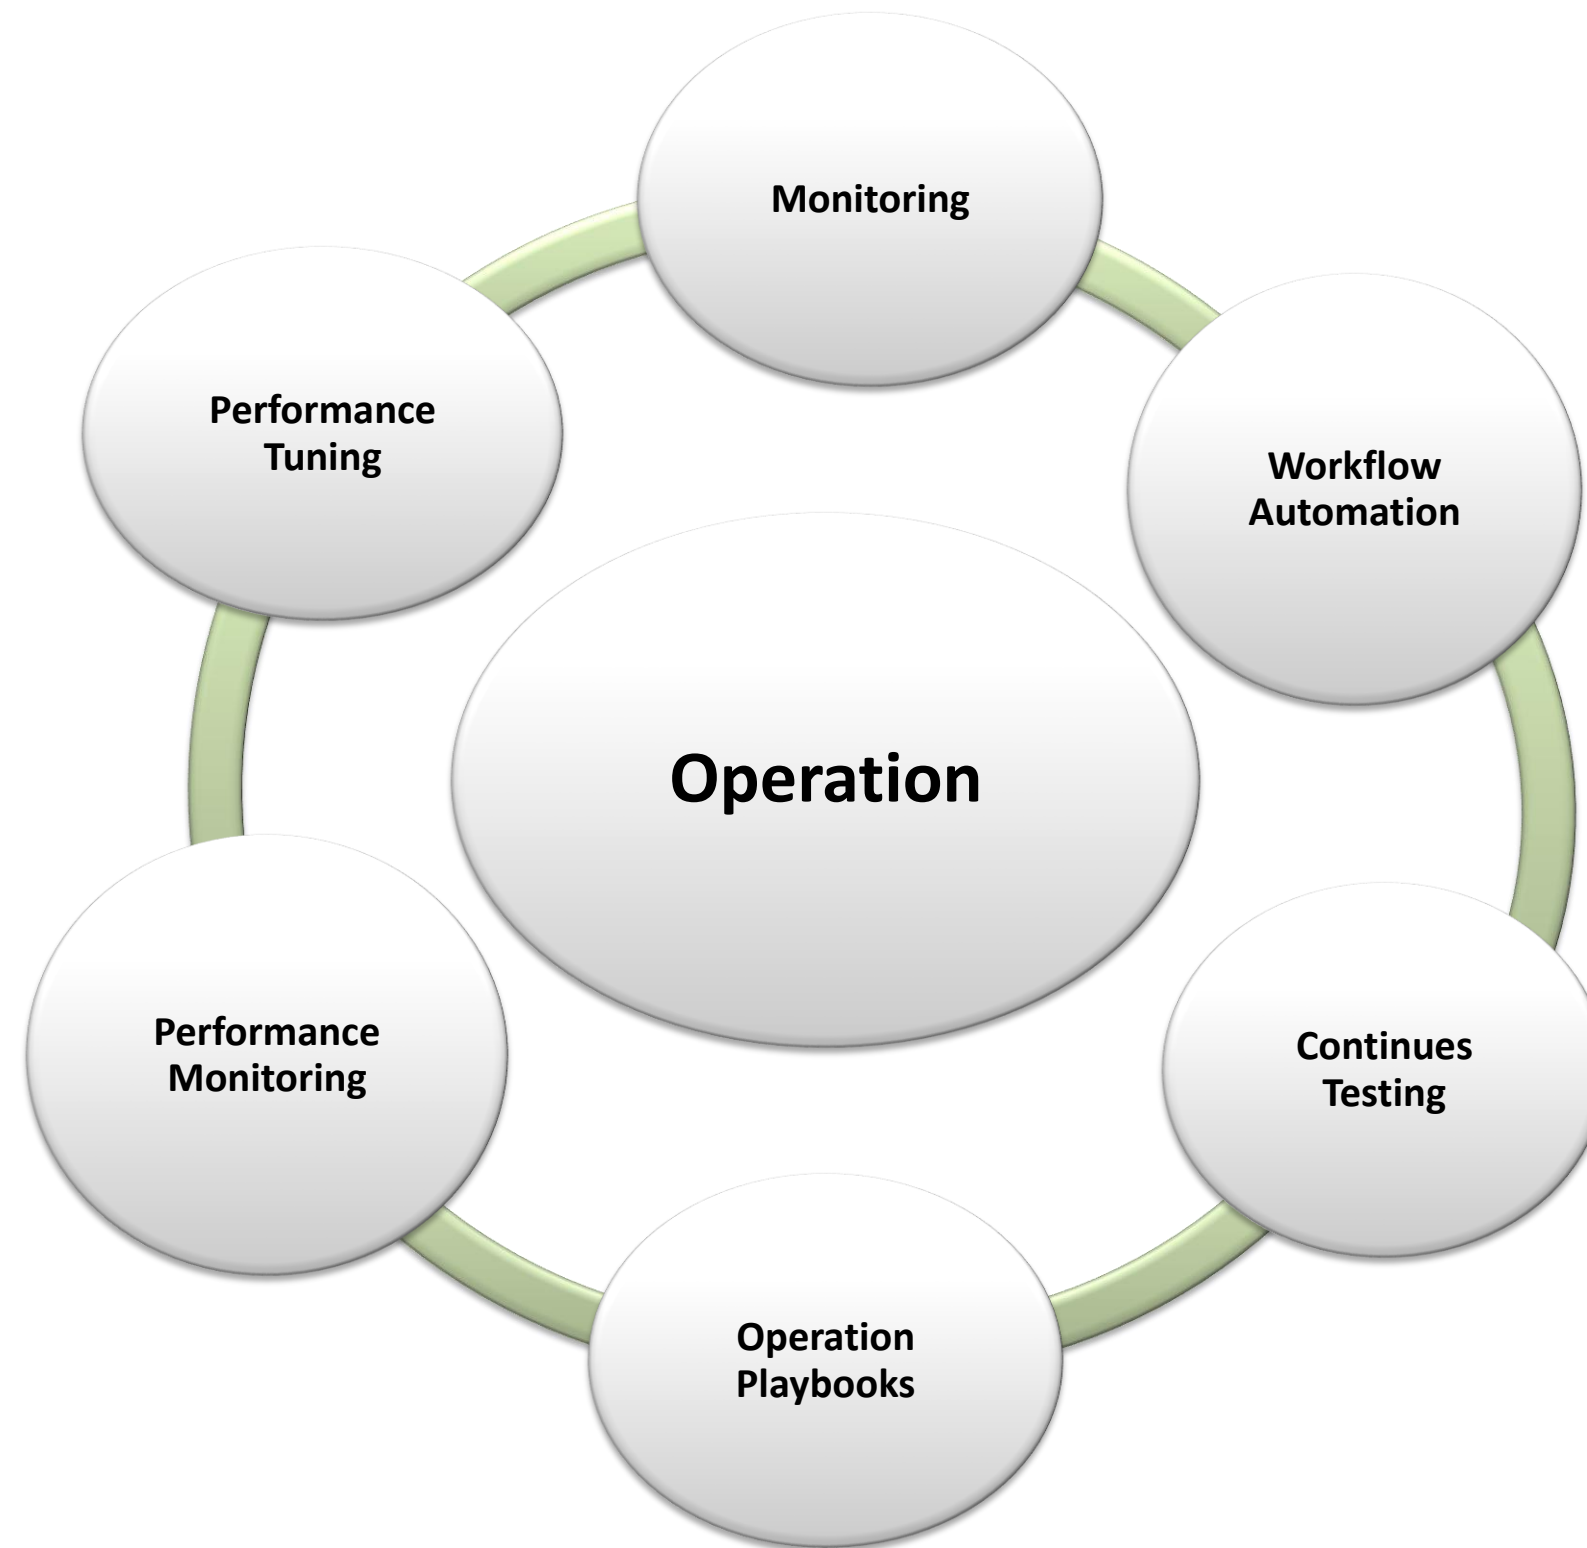 Monitoring
Performance
Tuning
Workflow
Automation
Operation
Performance
Monitoring
Continues
Testing
Operation
Playbooks